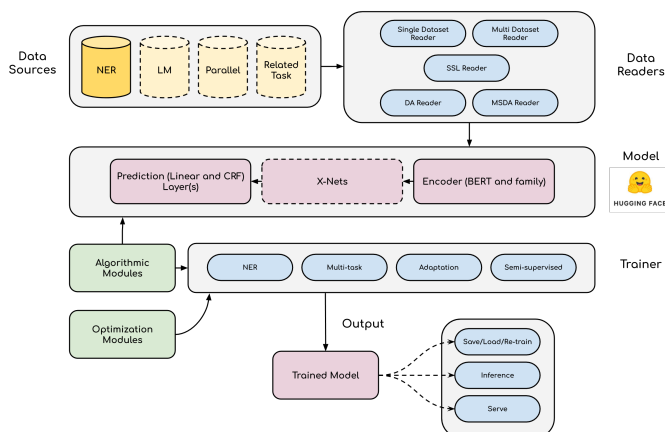 Data
Sources
NER
LM
Parallel
Related
Task
Single Dataset
Reader
Multi Dataset
Reader
SSL Reader
DA Reader
MSDA Reader
Data
Readers
Prediction (Linear and CRF)
Layer(s)
X-Nets
Encoder (BERT and family)
Model
HUGGING FACE
Algorithmic
Modules
NER
Multi-task
Adaptation
Semi-supervised
Trainer
Optimization
Modules
Output
Trained Model
Save/Load/Re-train
Inference
Serve